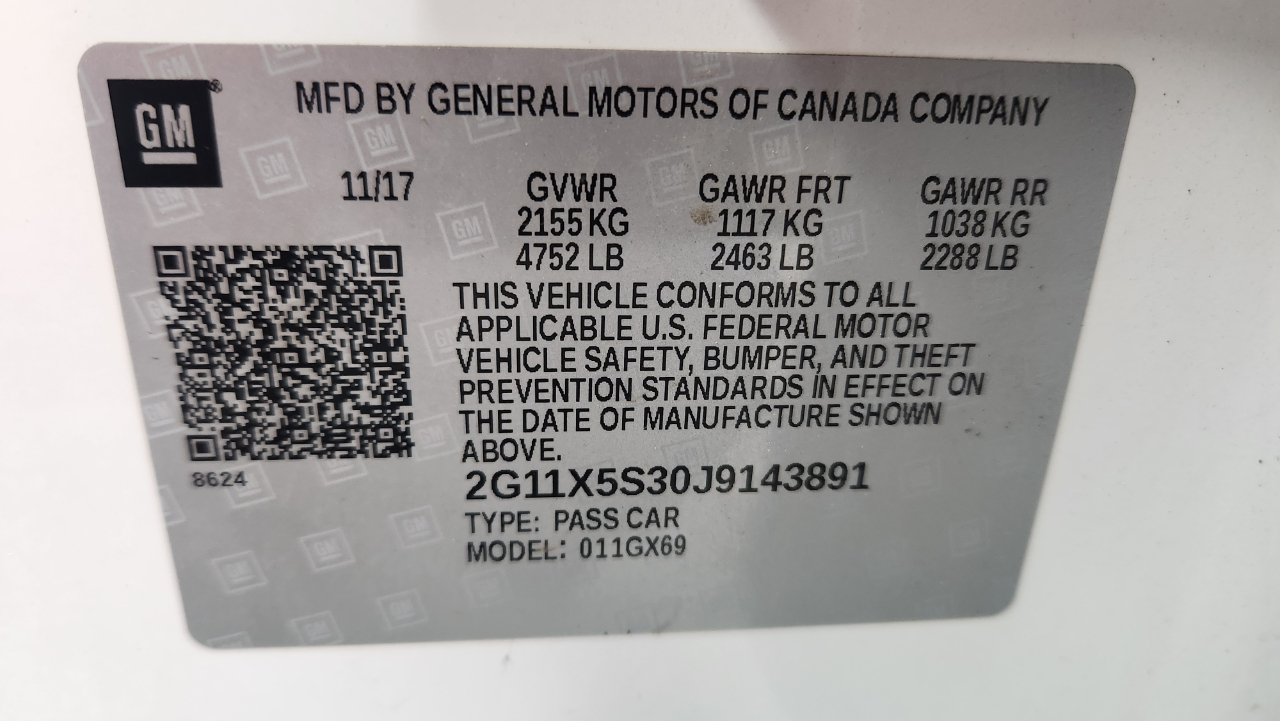 GM®
MFD BY GENERAL MOTORS OF CANADA COMPANY
11/17 GVWR GAWR FRT GAWR RR
2155 KG 1117 KG 1038 KG
4752 LB 2463 LB 2288 LB
THIS VEHICLE CONFORMS TO ALL
APPLICABLE U.S. FEDERAL MOTOR
VEHICLE SAFETY, BUMPER, AND THEFT
PREVENTION STANDARDS IN EFFECT ON
THE DATE OF MANUFACTURE SHOWN
ABOVE.
8624
2G11X5S30J9143891
TYPE: PASS CAR
MODEL: 011GX69